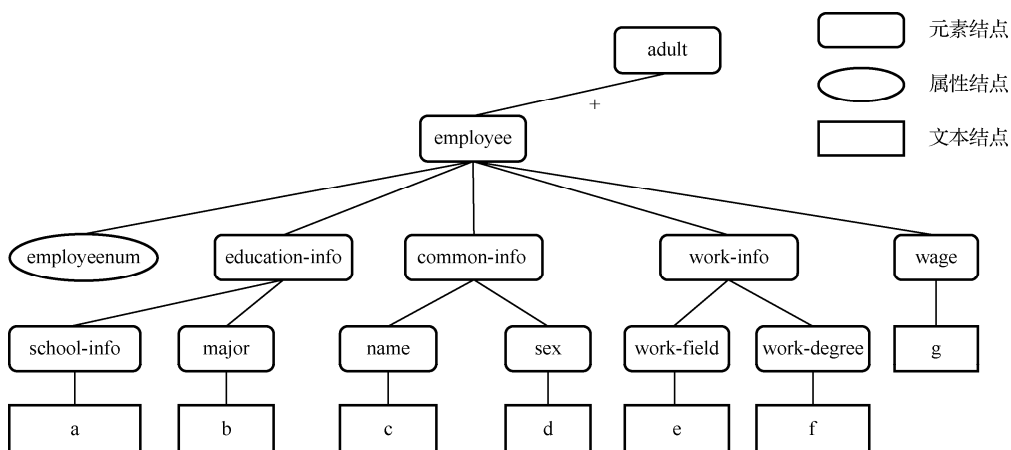 adult
元素结点
属性结点
+
employee
文本结点
employeenum
education-info
common-info
work-info
wage
school-info
major
name
sex
work-field
work-degree
g
a
b
c
d
e
f